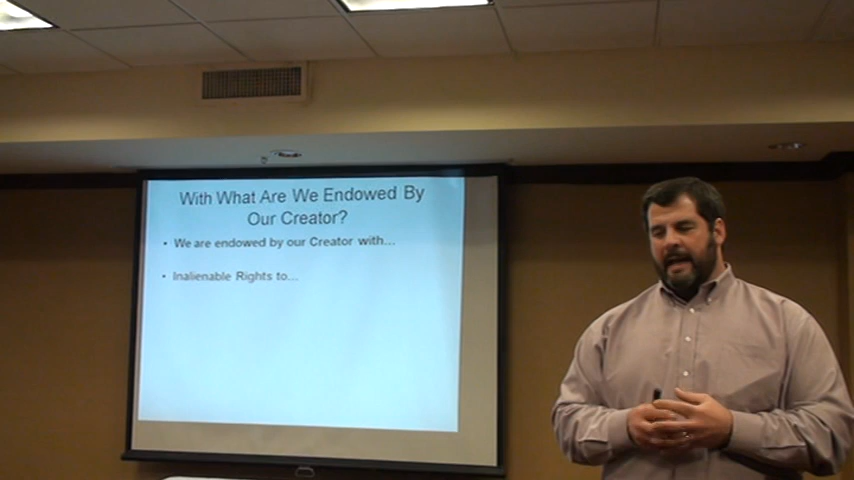 With What Are We Endowed By
Our Creator?
• We are endowed by our Creator with...
• Inalienable Rights to...